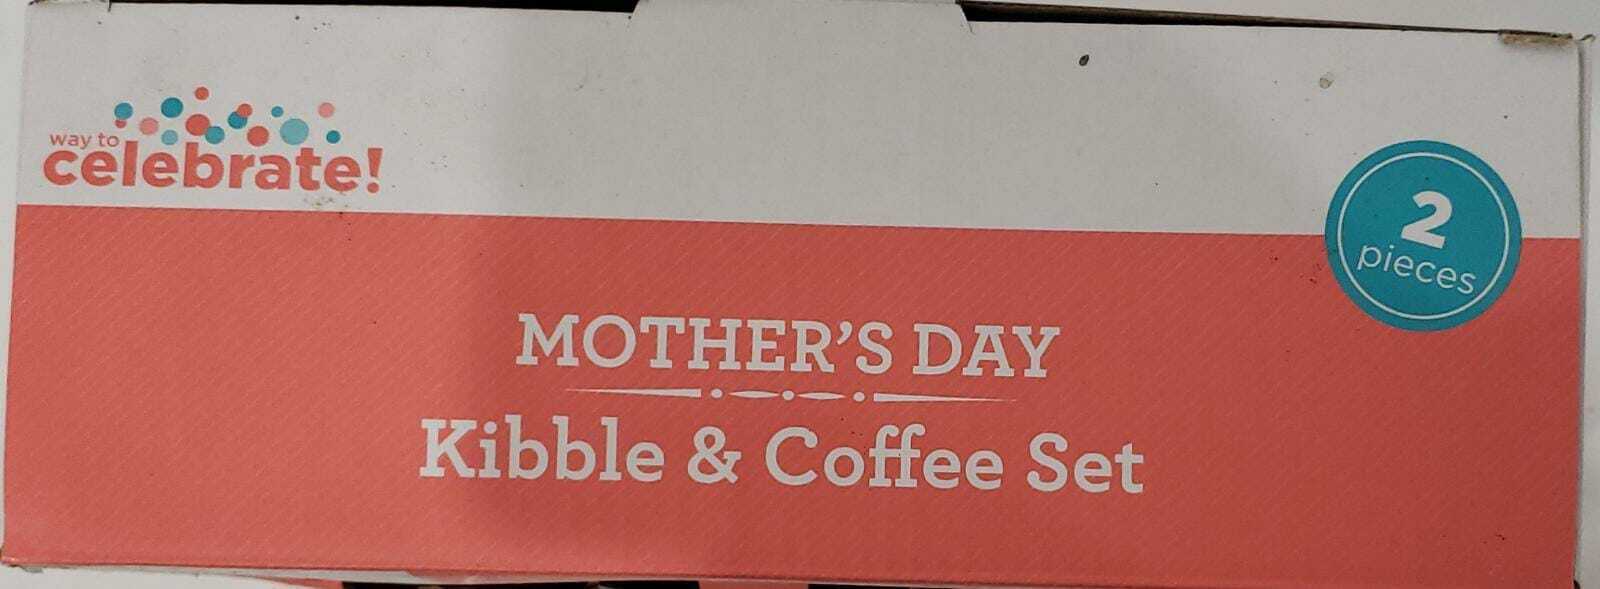 way to
celebrate!
2
pieces
MOTHER'S DAY
Kibble & Coffee Set